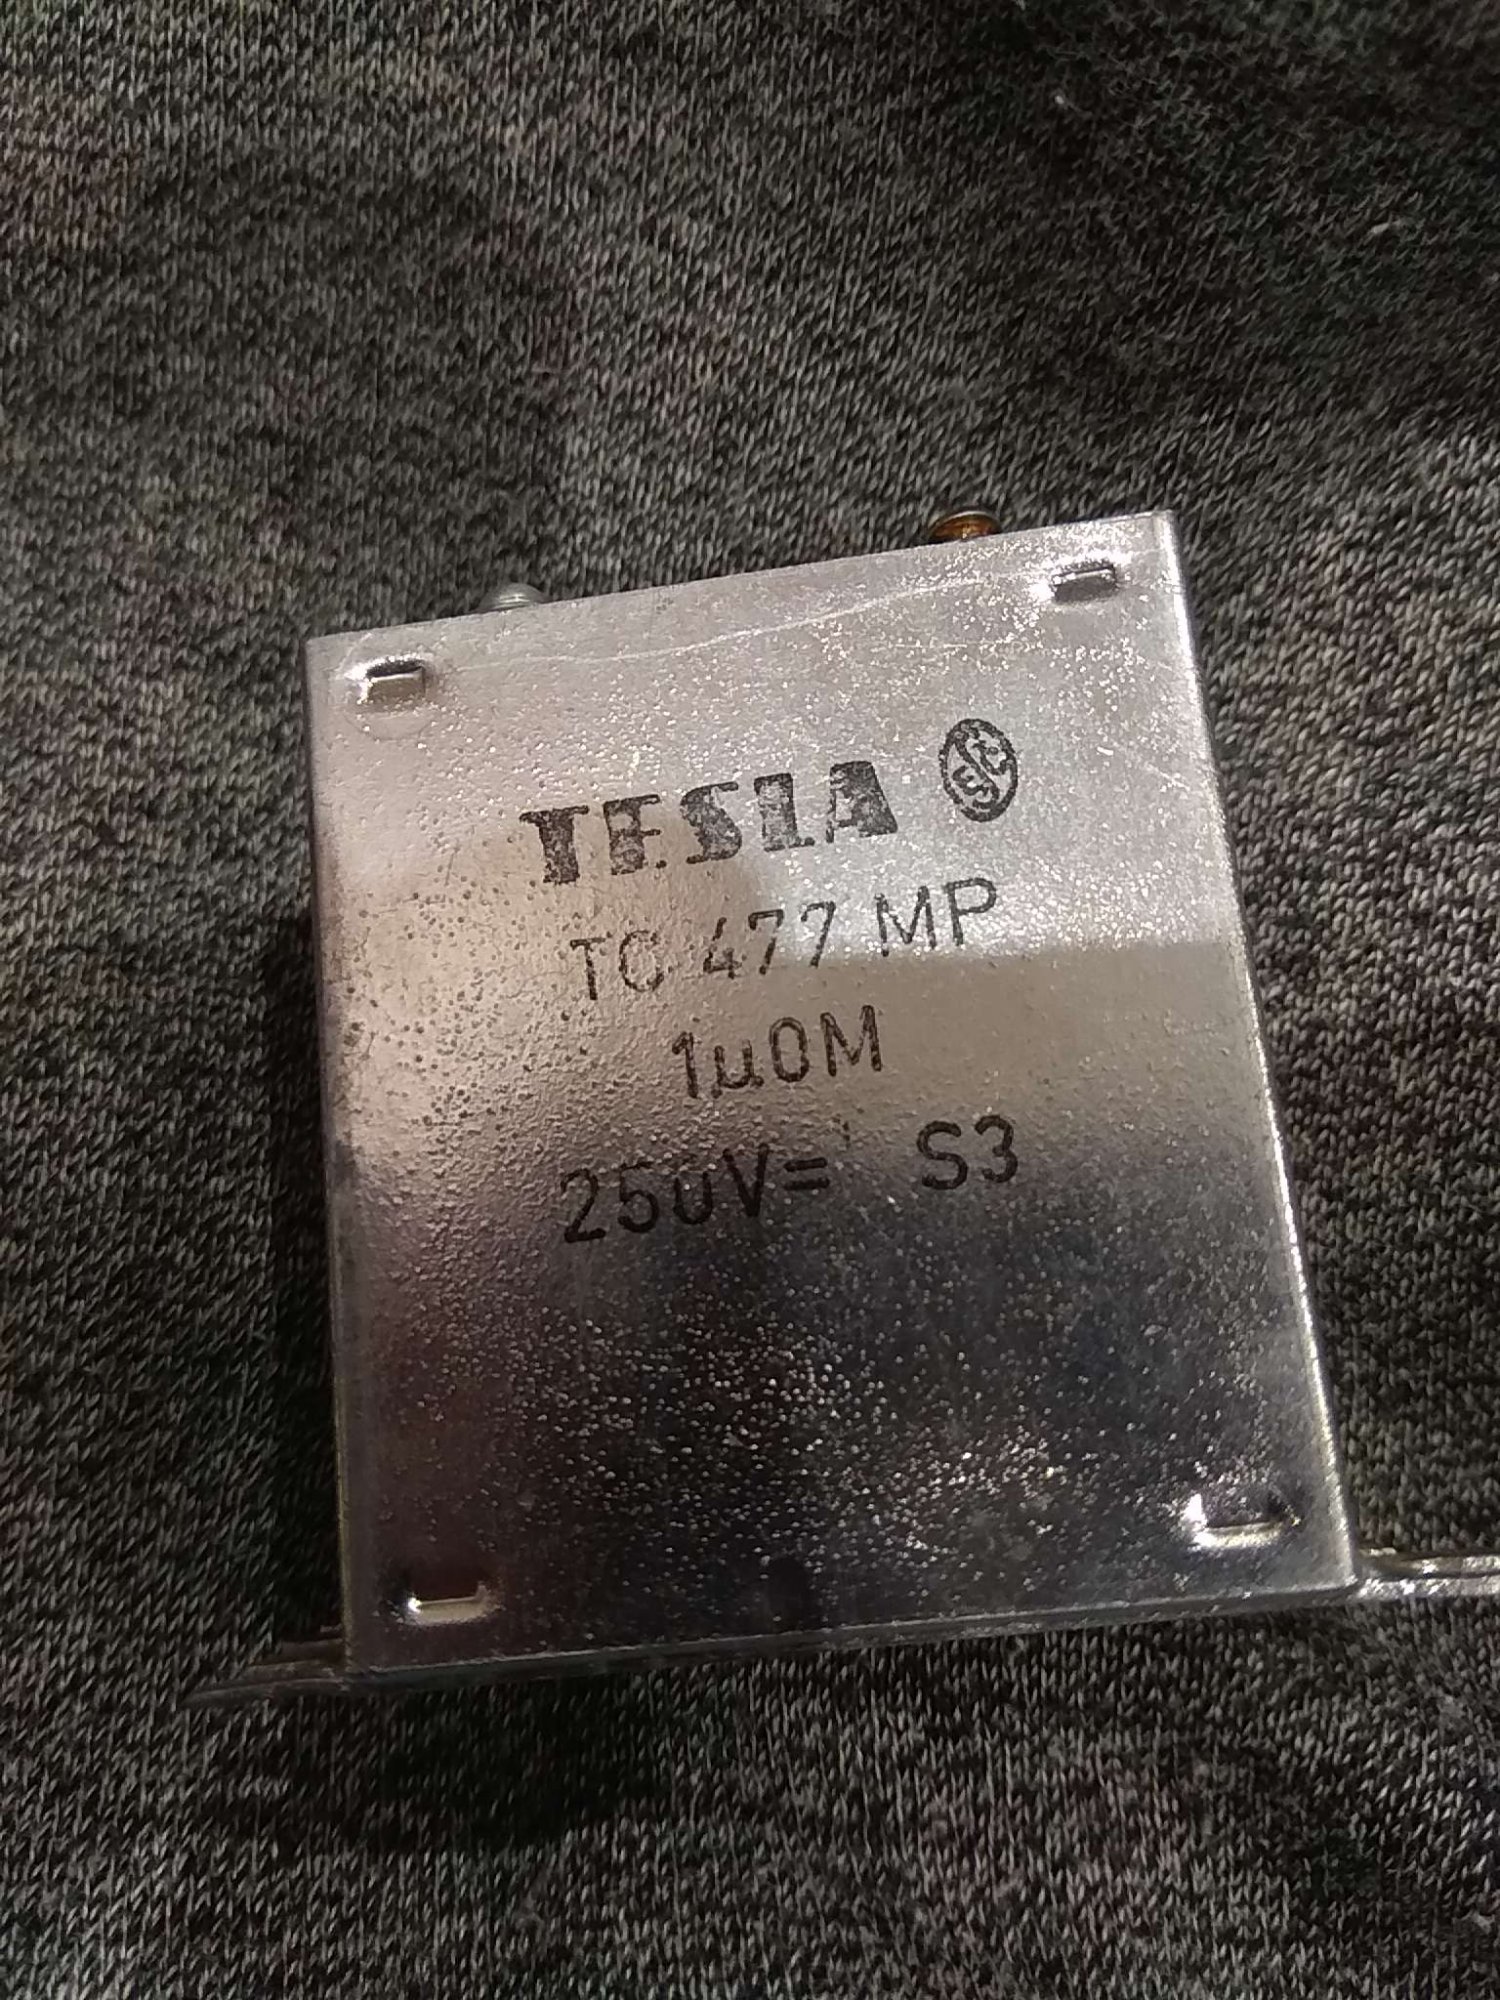 TESLA
TC 477 MP
1µ0M
250V= S3